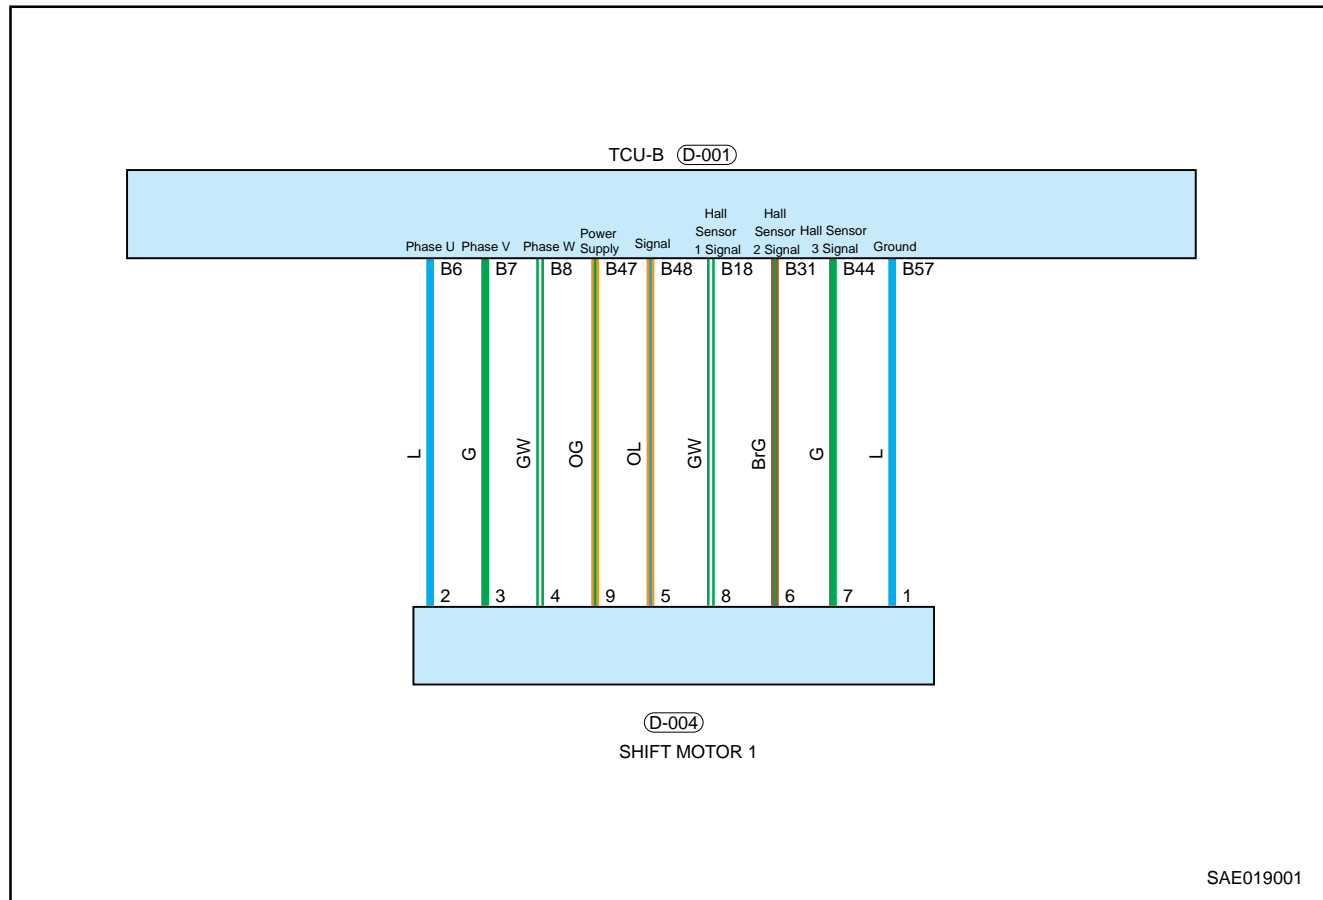 TCU-B D-001
Hall Hall
Power Sensor Sensor Hall Sensor
Phase U Phase V Phase W Supply Signal 1 Signal 2 Signal 3 Signal Ground
B6 B7 B8 B47 B48 B18 B31 B44 B57
L G GW OG OL GW BrG G L
2 3 4 9 5 8 6 7 1
D-004
SHIFT MOTOR 1
SAE019001